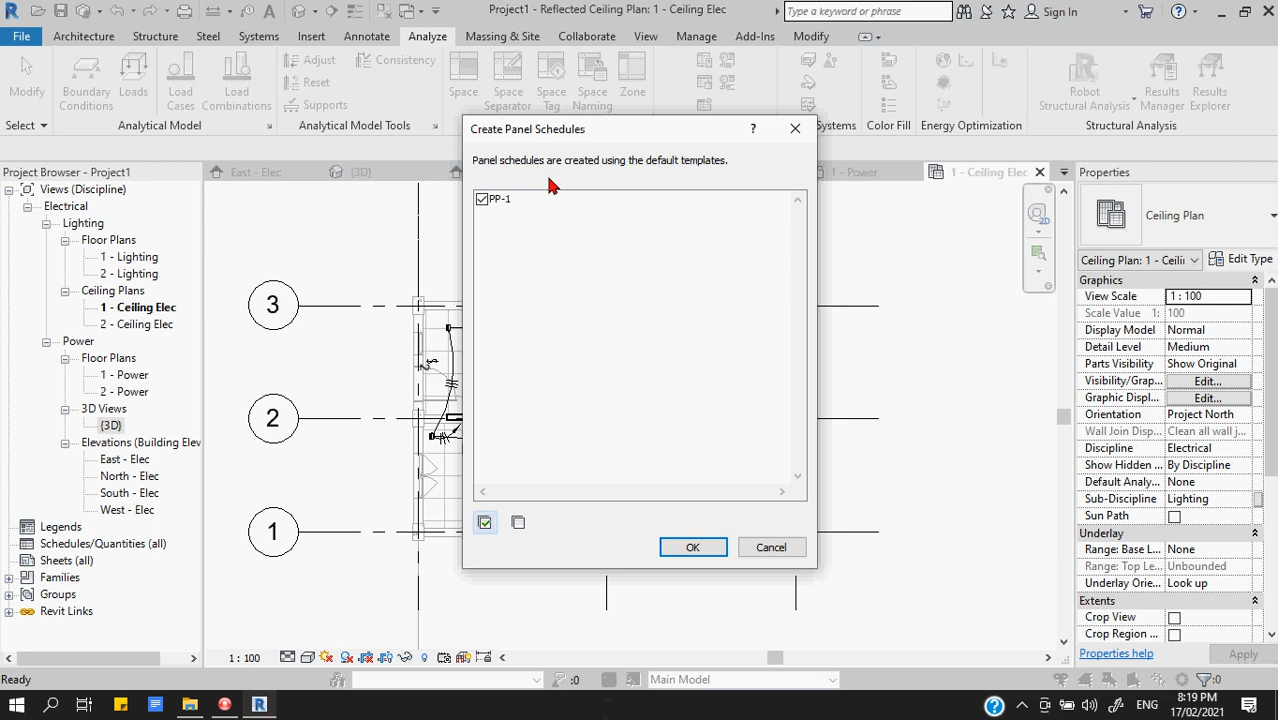 Project1 - Reflected Ceiling Plan: 1 - Ceiling Elec
Type a keyword or phrase
Sign In
File Architecture Structure Steel Systems Insert Annotate Analyze Massing & Site Collaborate View Manage Add-Ins Modify
Modify
Boundary Conditions
Loads
Load Cases
Load Combinations
Adjust
Reset
Supports
Consistency
Space
Space Separator
Space Tag
Space Naming
Zone
Robot Structural Analysis
Results Manager
Results Explorer
Select
Analytical Model
Analytical Model Tools
Systems
Color Fill
Energy Optimization
Structural Analysis
Project Browser - Project1
East - Elec
{3D}
1 - Power
1 - Ceiling Elec
Properties
Views (Discipline)
Electrical
Lighting
Floor Plans
1 - Lighting
2 - Lighting
Ceiling Plans
1 - Ceiling Elec
2 - Ceiling Elec
Power
Floor Plans
1 - Power
2 - Power
3D Views
{3D}
Elevations (Building Elev
East - Elec
North - Elec
South - Elec
West - Elec
Legends
Schedules/Quantities (all)
Sheets (all)
Families
Groups
Revit Links
3
2
1
2D
Create Panel Schedules
?
Panel schedules are created using the default templates.
PP-1
OK
Cancel
Ceiling Plan
Ceiling Plan: 1 - Ceili
Edit Type
Graphics
View Scale 1 : 100
Scale Value 1: 100
Display Model Normal
Detail Level Medium
Parts Visibility Show Original
Visibility/Grap... Edit...
Graphic Displ... Edit...
Orientation Project North
Wall Join Disp... Clean all wall j...
Discipline Electrical
Show Hidden ... By Discipline
Default Analy... None
Sub-Discipline Lighting
Sun Path
Underlay
Range: Base L... None
Range: Top Le... Unbounded
Underlay Orie... Look up
Extents
Crop View
Crop Region ...
Properties help
Apply
1 : 100
Ready
:0
Main Model
:0
ENG
8:19 PM
17/02/2021